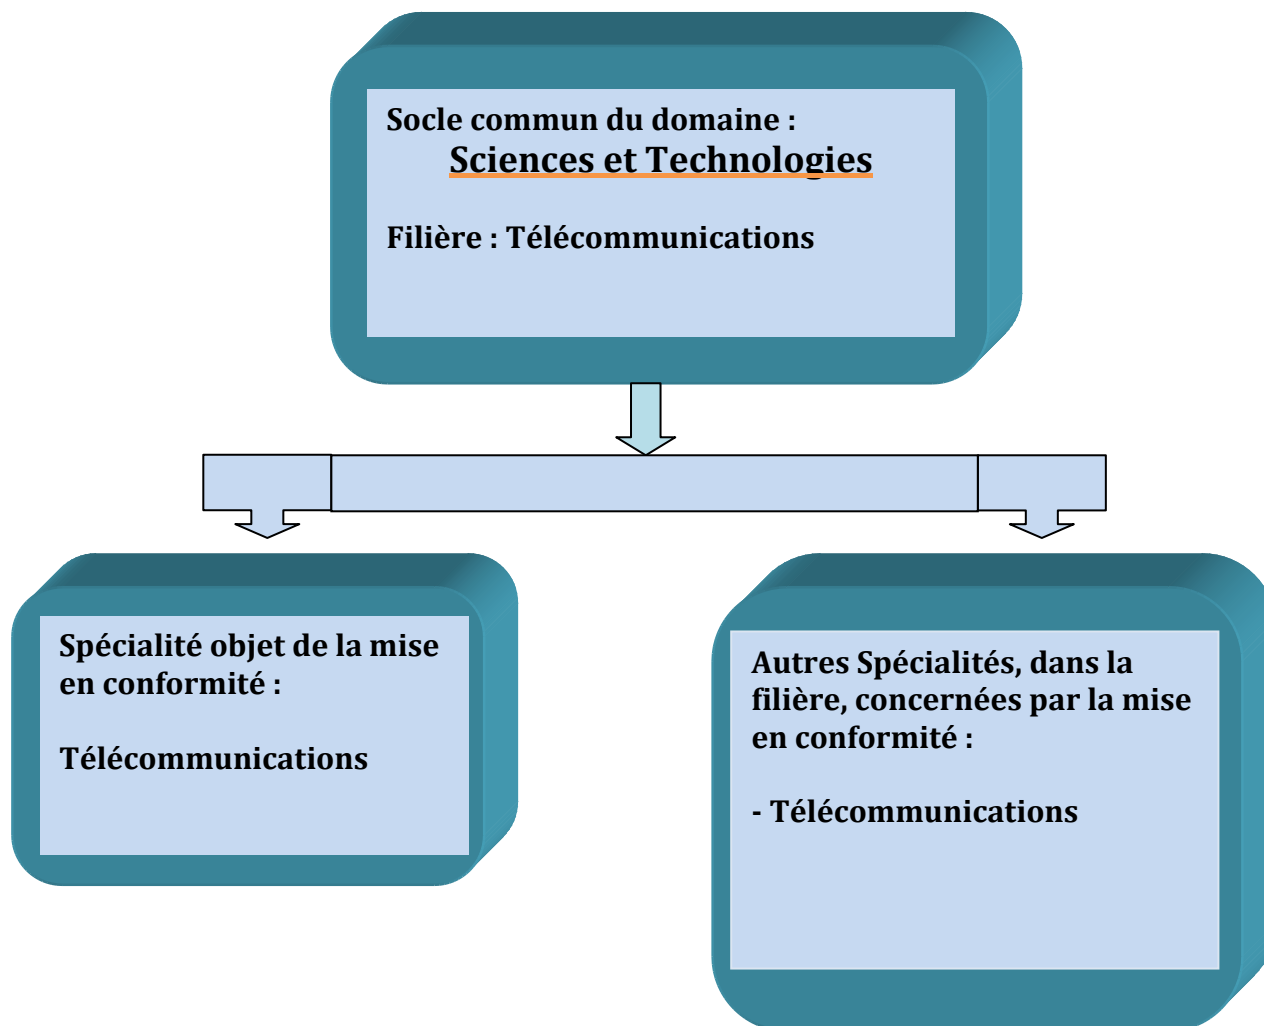 Socle commun du domaine :
Sciences et Technologies
Filière : Télécommunications
Spécialité objet de la mise
en conformité :
Télécommunications
Autres Spécialités, dans la
filière, concernées par la mise
en conformité :
- Télécommunications